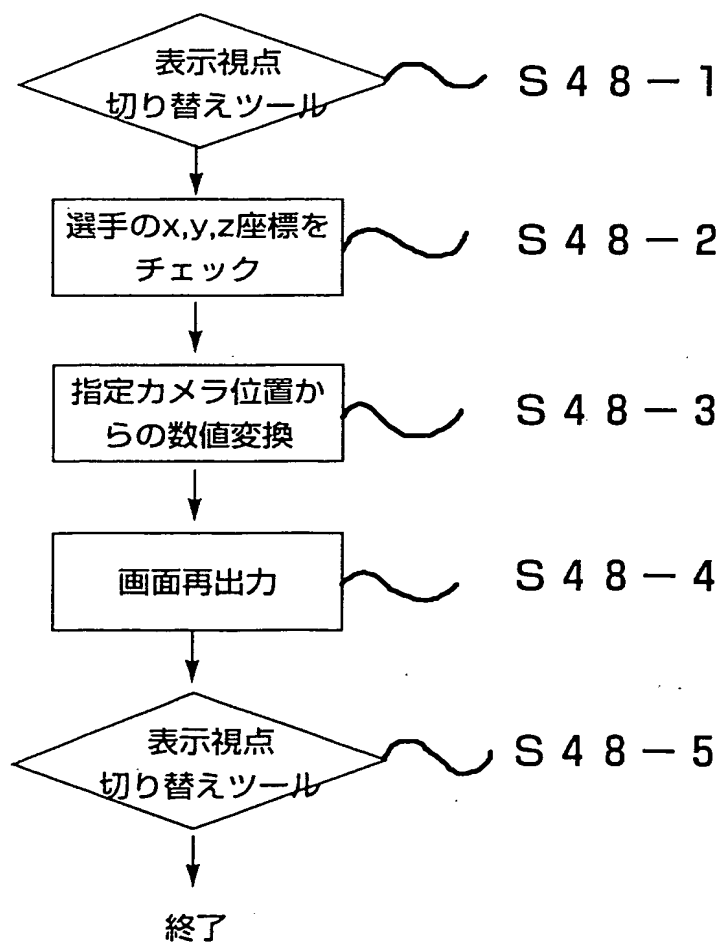 表示視点
切り替えツール
S48-1
選手のx,y,z座標を
チェック
S48-2
指定カメラ位置か
らの数値変換
S48-3
画面再出力
S48-4
表示視点
切り替えツール
S48-5
終了